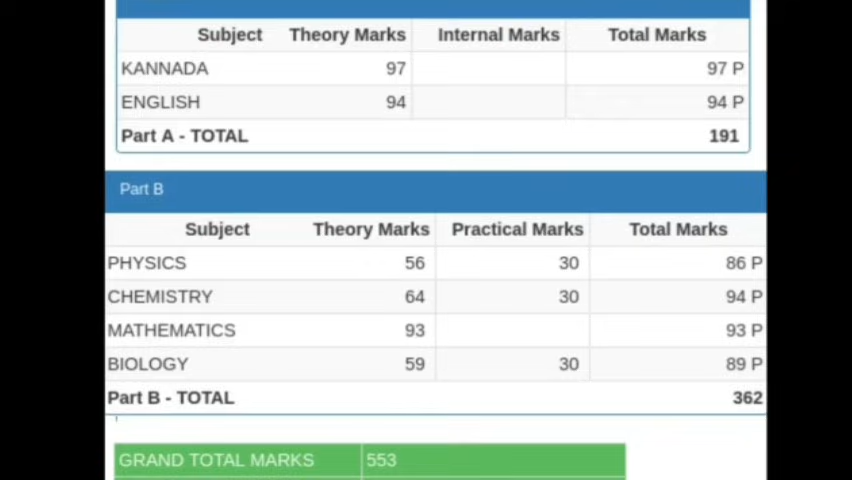 Subject Theory Marks Internal Marks Total Marks
KANNADA 97 97 P
ENGLISH 94 94 P
Part A - TOTAL 191
Part B
Subject Theory Marks Practical Marks Total Marks
PHYSICS 56 30 86 P
CHEMISTRY 64 30 94 P
MATHEMATICS 93 93 P
BIOLOGY 59 30 89 P
Part B - TOTAL 362
GRAND TOTAL MARKS 553